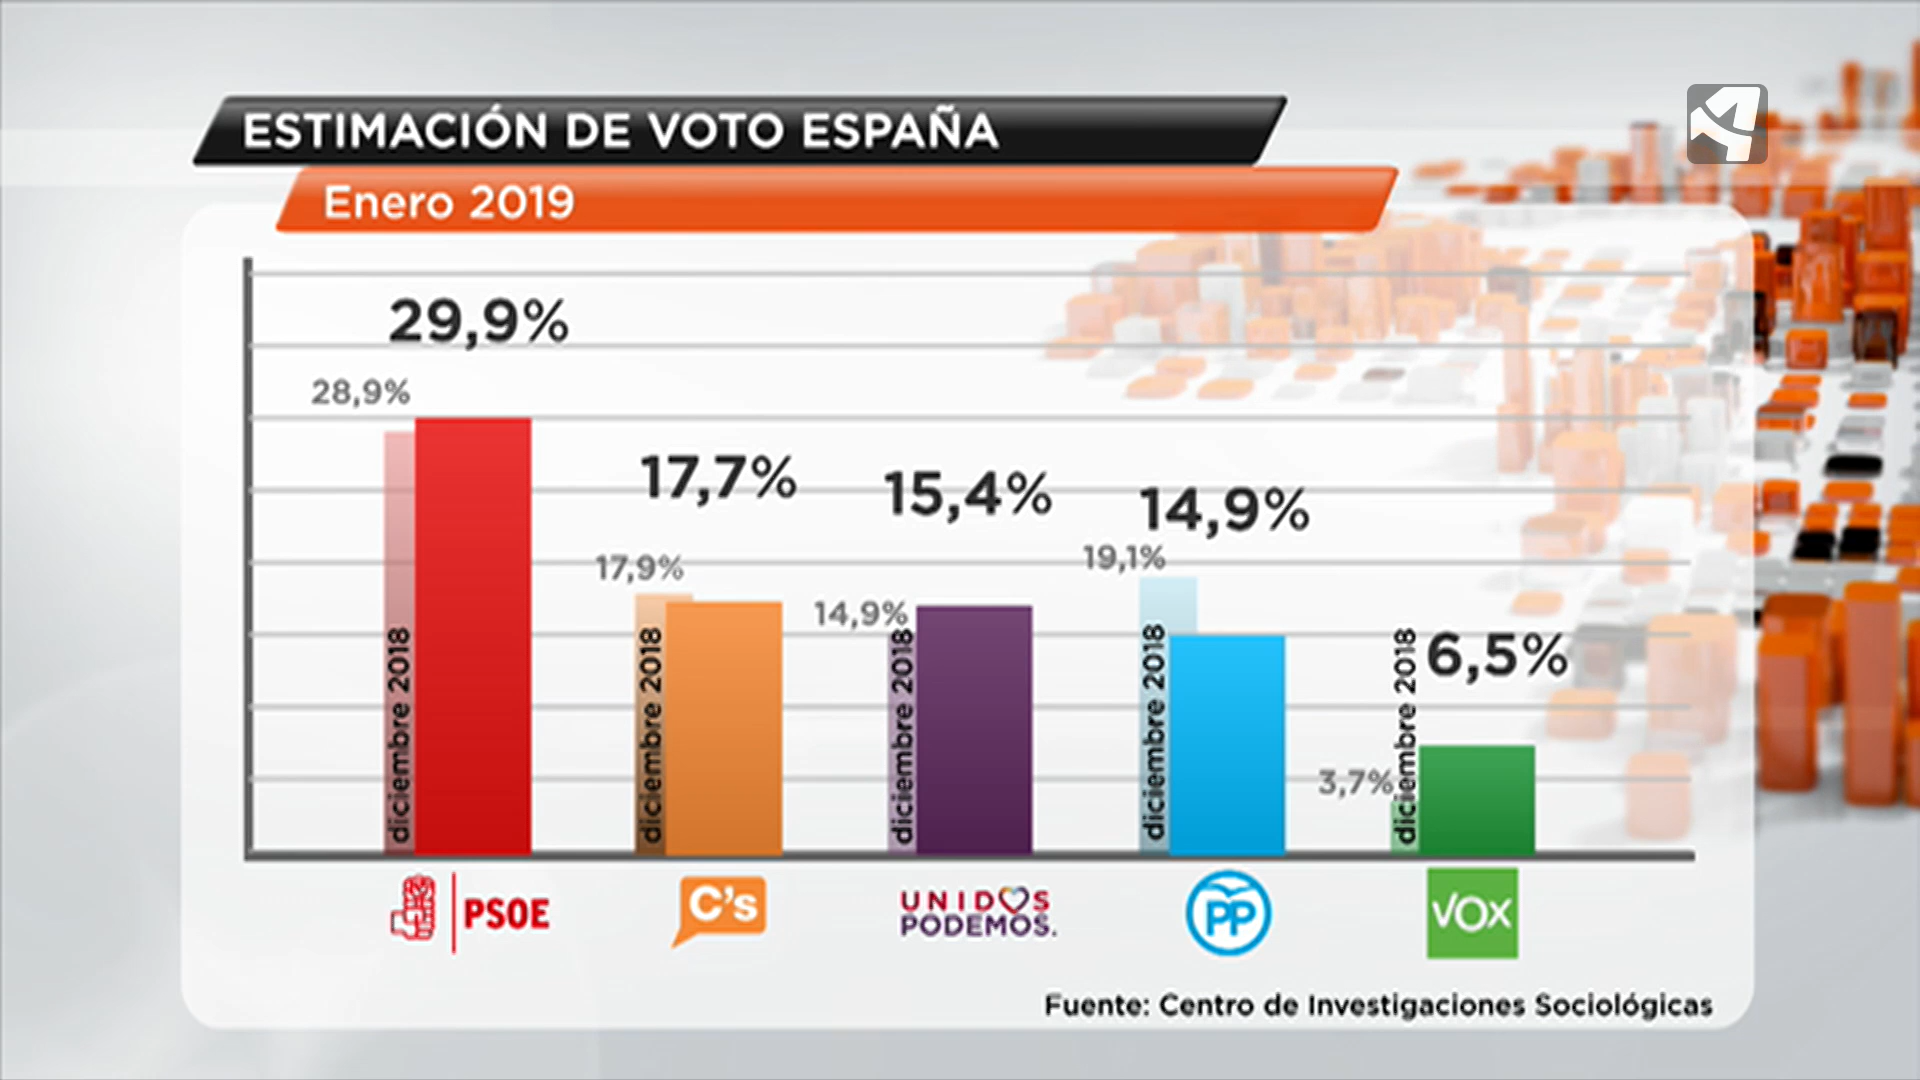 ESTIMACIÓN DE VOTO ESPAÑA
Enero 2019
29,9%
28,9%
diciembre 2018
17,7%
17,9%
diciembre 2018
15,4%
14,9%
diciembre 2018
14,9%
19,1%
diciembre 2018
6,5%
3,7%
diciembre 2018
PSOE
C's
UNIDOS
PODEMOS.
PP
VOX
Fuente: Centro de Investigaciones Sociológicas